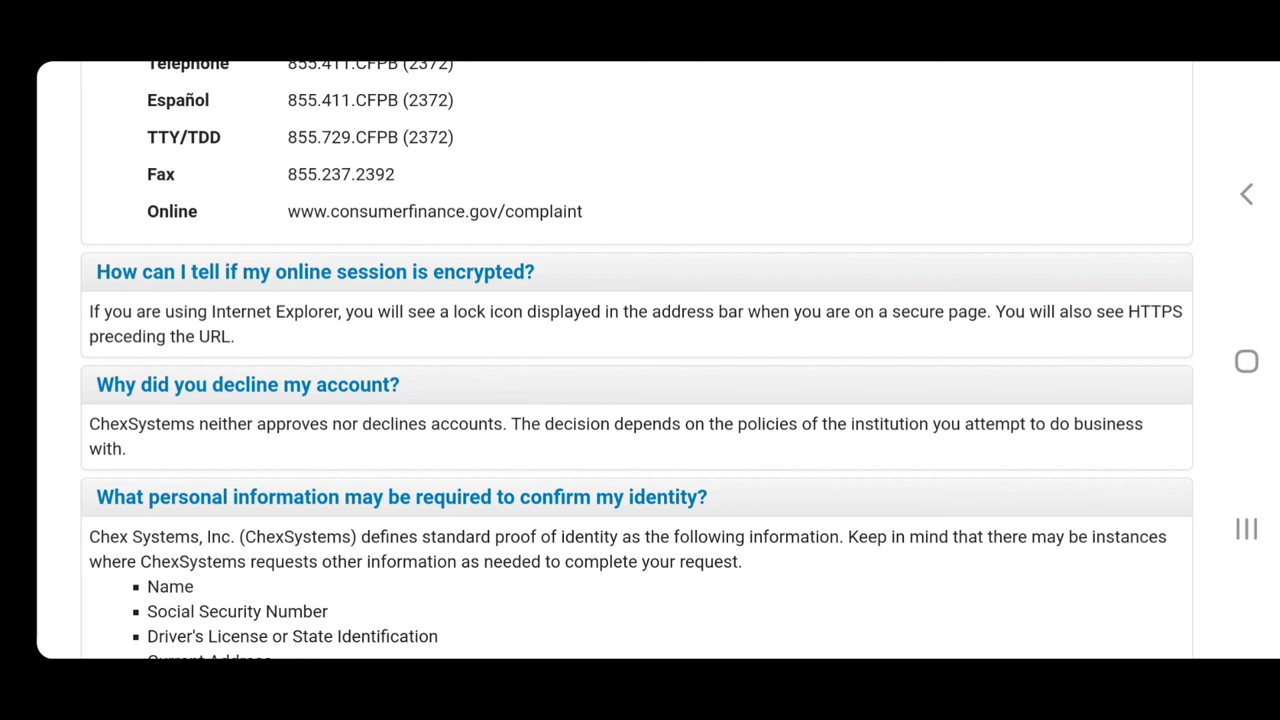 Telephone 855.411.CFPB (2372)
Español 855.411.CFPB (2372)
TTY/TDD 855.729.CFPB (2372)
Fax 855.237.2392
Online www.consumerfinance.gov/complaint
How can I tell if my online session is encrypted?
If you are using Internet Explorer, you will see a lock icon displayed in the address bar when you are on a secure page. You will also see HTTPS
preceding the URL.
Why did you decline my account?
ChexSystems neither approves nor declines accounts. The decision depends on the policies of the institution you attempt to do business
with.
What personal information may be required to confirm my identity?
Chex Systems, Inc. (ChexSystems) defines standard proof of identity as the following information. Keep in mind that there may be instances
where ChexSystems requests other information as needed to complete your request.
▪ Name
▪ Social Security Number
▪ Driver's License or State Identification
Current Address